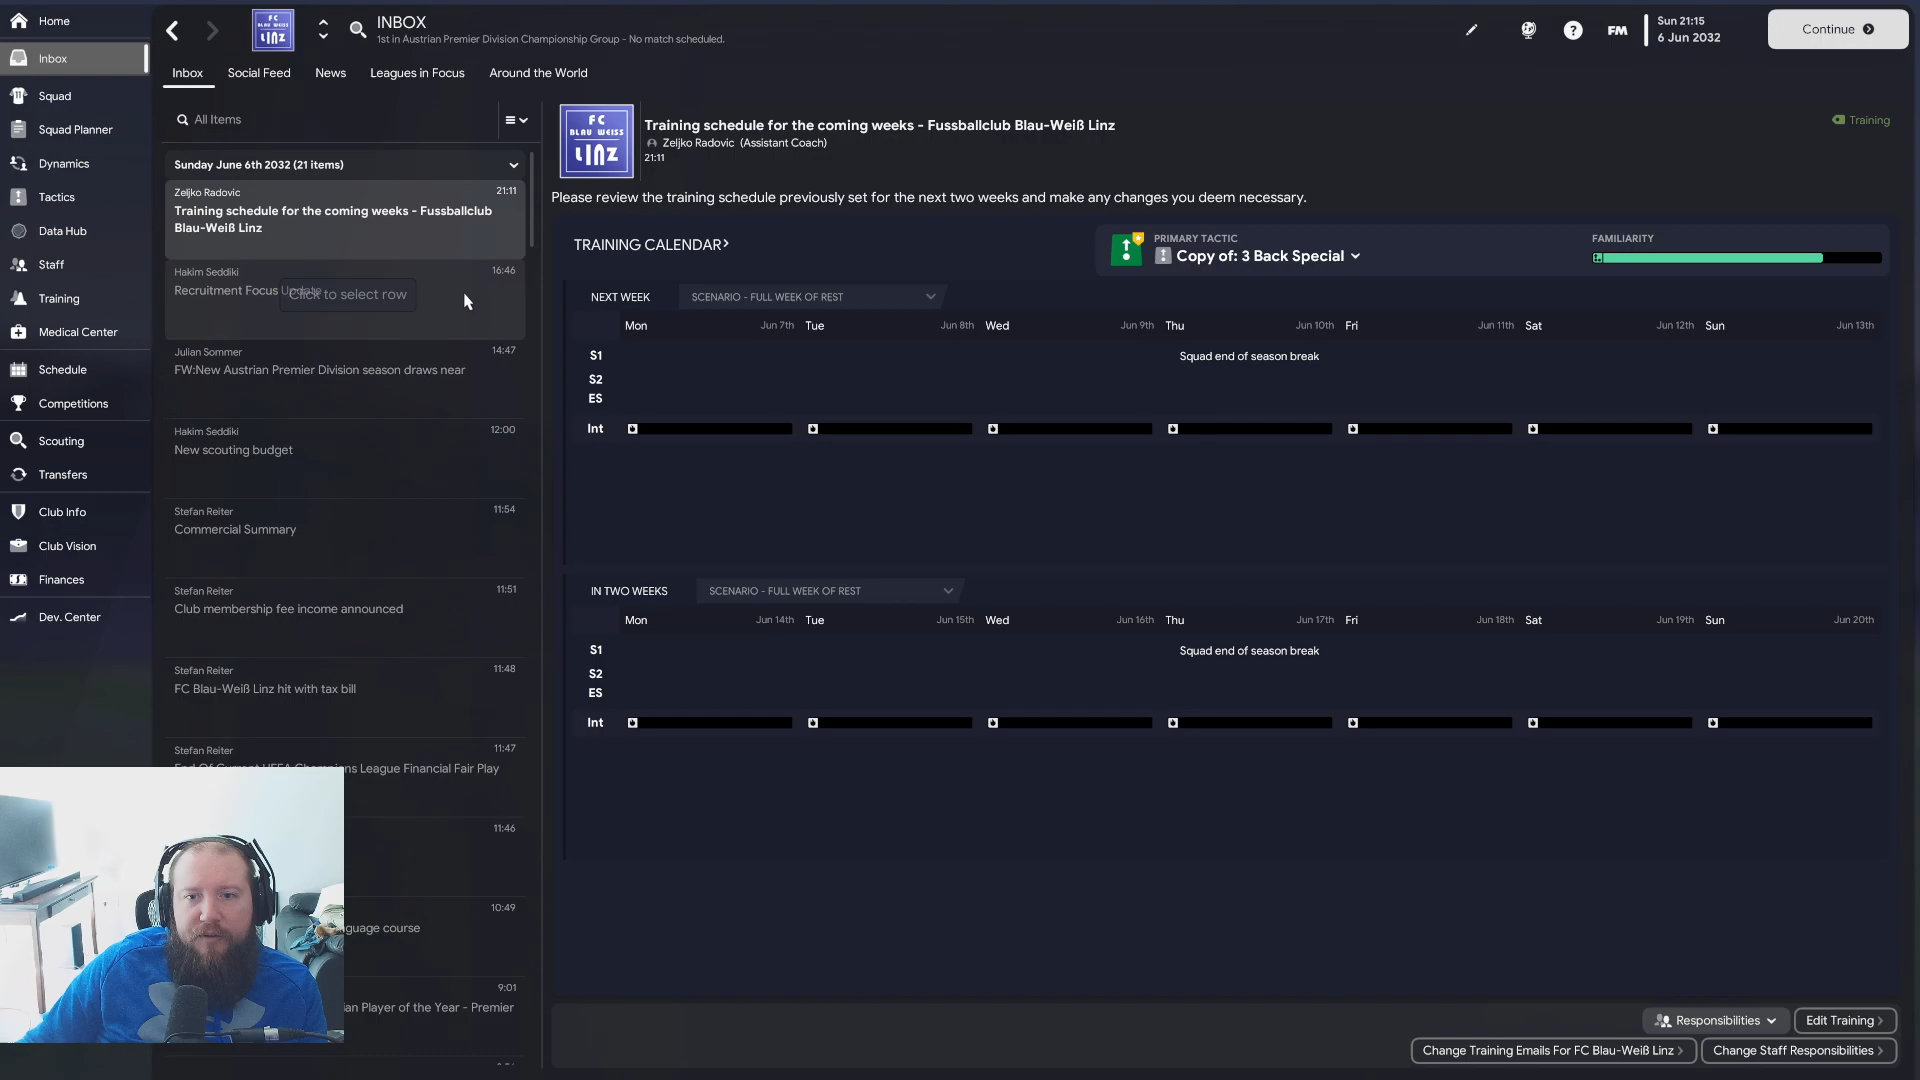 Home
Inbox
Squad
Squad Planner
Dynamics
Tactics
Data Hub
Staff
Training
Medical Center
Schedule
Competitions
Scouting
Transfers
Club Info
Club Vision
Finances
Dev. Center
FC
BLAU WEISS
LINZ
INBOX
1st in Austrian Premier Division Championship Group - No match scheduled.
FM
Sun 21:15
6 Jun 2032
Continue
Inbox
Social Feed
News
Leagues in Focus
Around the World
All Items
Sunday June 6th 2032 (21 items)
Zeljko Radovic 21:11
Training schedule for the coming weeks - Fussballclub
Blau-Weiß Linz
Hakim Seddiki 16:46
Recruitment Focus Update
Click to select row
Julian Sommer 14:47
FW:New Austrian Premier Division season draws near
Hakim Seddiki 12:00
New scouting budget
Stefan Reiter 11:54
Commercial Summary
Stefan Reiter 11:51
Club membership fee income announced
Stefan Reiter 11:48
FC Blau-Weiß Linz hit with tax bill
Stefan Reiter 11:47
End Of Current UEFA Champions League Financial Fair Play
11:46
10:49
guage course
9:01
ian Player of the Year - Premier
FC
BLAU WEISS
LINZ
Training schedule for the coming weeks - Fussballclub Blau-Weiß Linz
Zeljko Radovic (Assistant Coach)
21:11
Training
Please review the training schedule previously set for the next two weeks and make any changes you deem necessary.
TRAINING CALENDAR
PRIMARY TACTIC
Copy of: 3 Back Special
FAMILIARITY
NEXT WEEK SCENARIO - FULL WEEK OF REST
Mon Jun 7th Tue Jun 8th Wed Jun 9th Thu Jun 10th Fri Jun 11th Sat Jun 12th Sun Jun 13th
S1 Squad end of season break
S2
ES
Int
IN TWO WEEKS SCENARIO - FULL WEEK OF REST
Mon Jun 14th Tue Jun 15th Wed Jun 16th Thu Jun 17th Fri Jun 18th Sat Jun 19th Sun Jun 20th
S1 Squad end of season break
S2
ES
Int
Responsibilities
Edit Training
Change Training Emails For FC Blau-Weiß Linz
Change Staff Responsibilities